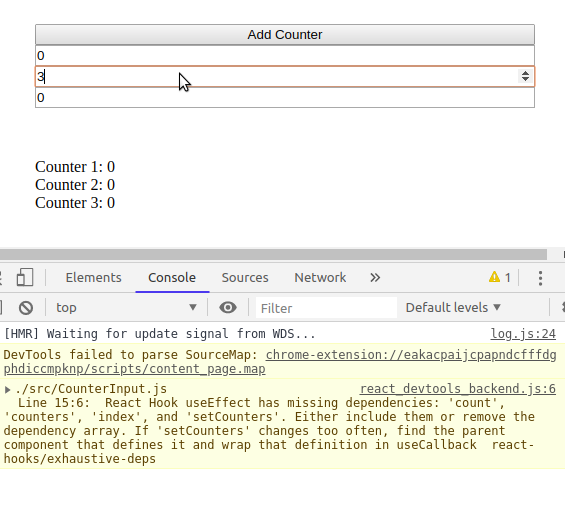 Add Counter
0
3
0
Counter 1: 0
Counter 2: 0
Counter 3: 0
Elements Console Sources Network » 1
top Filter Default levels
[HMR] Waiting for update signal from WDS... log.js:24
DevTools failed to parse SourceMap: chrome-extension://eakacpaijcpapndcfffdg
phdiccmpknp/scripts/content_page.map
./src/CounterInput.js react_devtools_backend.js:6
Line 15:6: React Hook useEffect has missing dependencies: 'count',
'counters', 'index', and 'setCounters'. Either include them or remove the
dependency array. If 'setCounters' changes too often, find the parent
component that defines it and wrap that definition in useCallback react-
hooks/exhaustive-deps